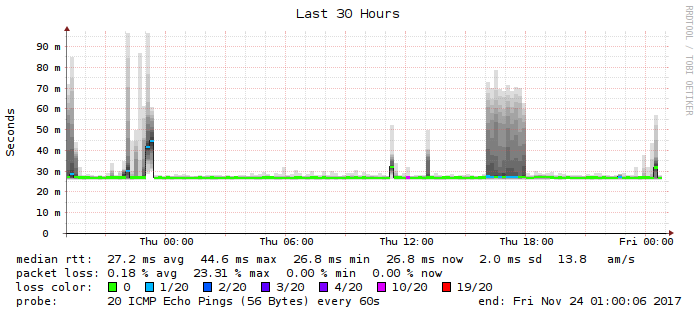 Last 30 Hours
RRDTOOL / TOBI OETIKER
Seconds
90 m
80 m
70 m
60 m
50 m
40 m
30 m
20 m
10 m
0
Thu 00:00 Thu 06:00 Thu 12:00 Thu 18:00 Fri 00:00
median rtt: 27.2 ms avg 44.6 ms max 26.8 ms min 26.8 ms now 2.0 ms sd 13.8 am/s
packet loss: 0.18 % avg 23.31 % max 0.00 % min 0.00 % now
loss color: 0 1/20 2/20 3/20 4/20 10/20 19/20
probe: 20 ICMP Echo Pings (56 Bytes) every 60s end: Fri Nov 24 01:00:06 2017